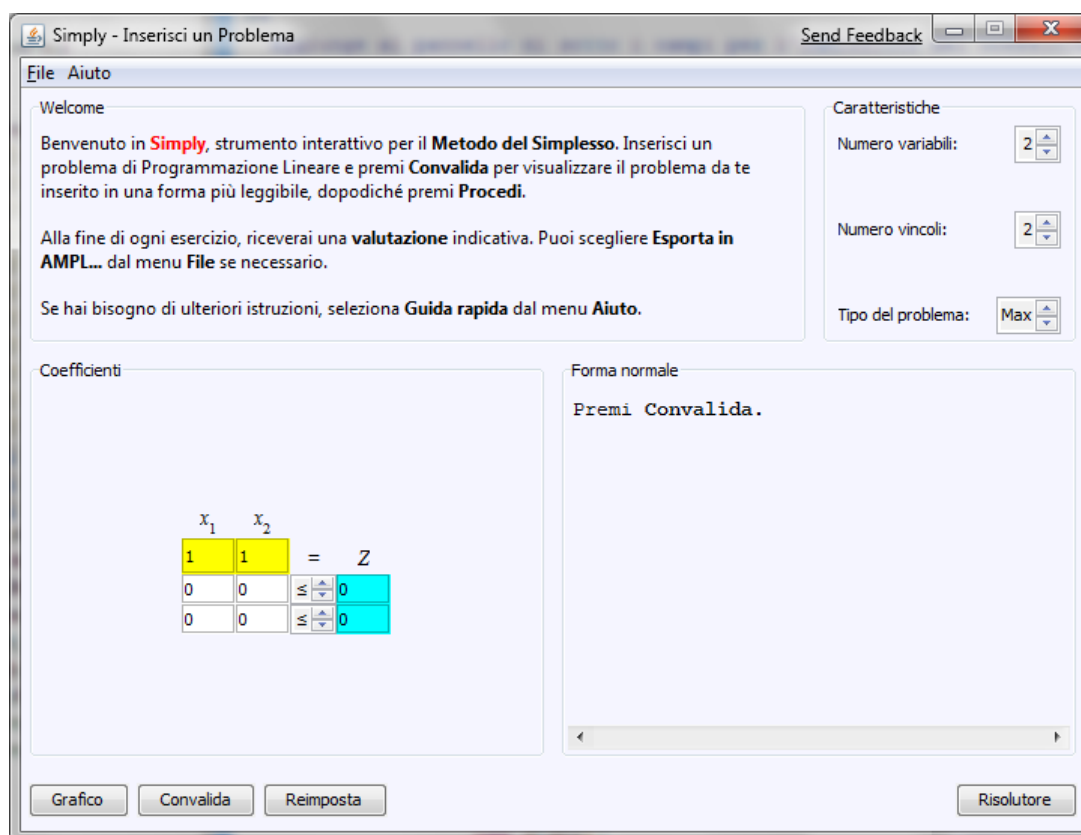 Simply - Inserisci un Problema
Send Feedback
File Aiuto
Welcome
Benvenuto in Simply, strumento interattivo per il Metodo del Simplesso. Inserisci un
problema di Programmazione Lineare e premi Convalida per visualizzare il problema da te
inserito in una forma più leggibile, dopodiché premi Procedi.
Alla fine di ogni esercizio, riceverai una valutazione indicativa. Puoi scegliere Esporta in
AMPL... dal menu File se necessario.
Se hai bisogno di ulteriori istruzioni, seleziona Guida rapida dal menu Aiuto.
Caratteristiche
Numero variabili: 2
Numero vincoli: 2
Tipo del problema: Max
Coefficienti
x1 x2
1 1 = Z
0 0 ≤ 0
0 0 ≤ 0
Forma normale
Premi Convalida.
Grafico Convalida Reimposta Risolutore